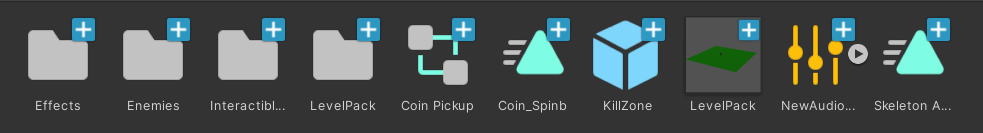 Effects
Enemies
Interactibl...
LevelPack
Coin Pickup
Coin_Spinb
KillZone
LevelPack
NewAudio...
Skeleton A...